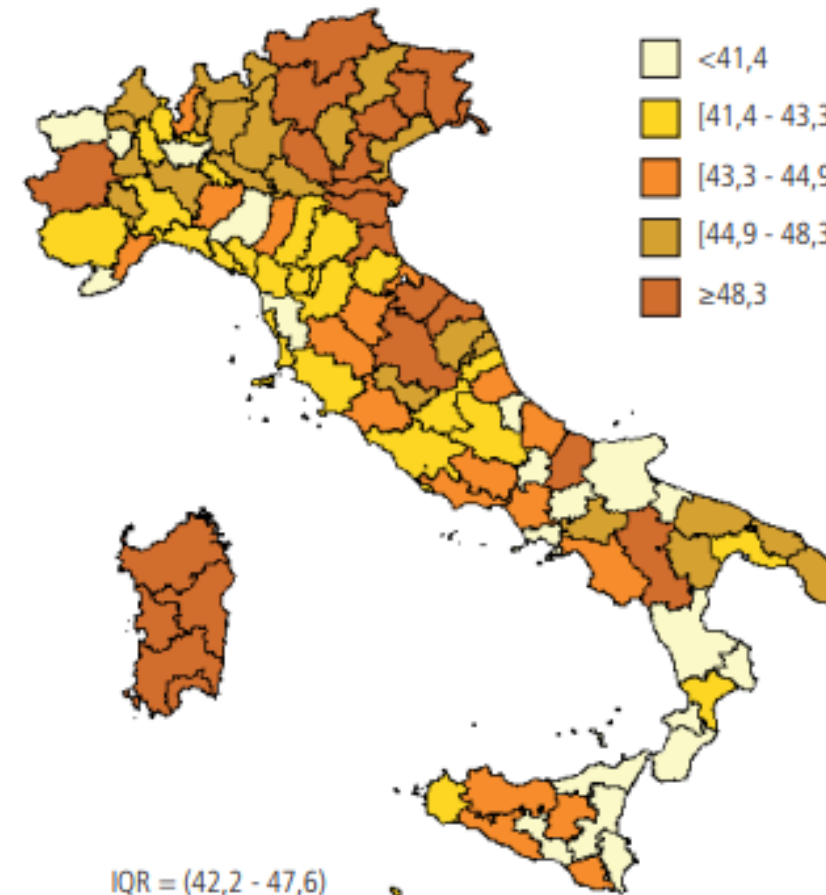 <41,4
[41,4 - 43,3
[43,3 - 44,9
[44,9 - 48,3
≥48,3
IQR = (42,2 - 47,6)